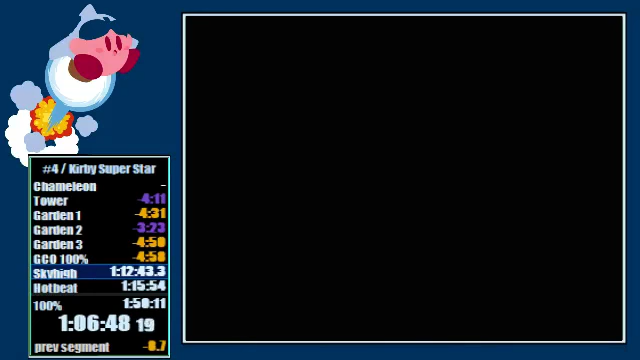 #4 / Kirby Super Star
Chameleon -
Tower -4:11
Garden 1 -4:31
Garden 2 -3:23
Garden 3 -4:50
GCO 100% -4:58
Skyhigh 1:12:43.3
Hotbeat 1:15:54
100% 1:50:11
1:06:48 19
prev segment -0.7